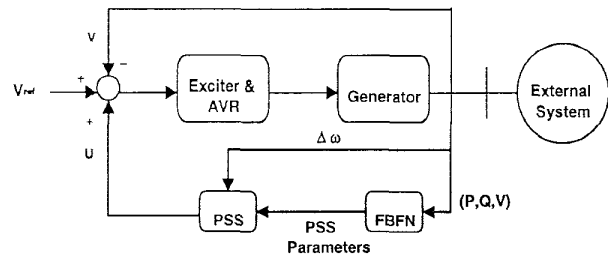 V
−
Vref
+
+
U
Exciter &
AVR
Generator
External
System
Δ ω
PSS
PSS
Parameters
FBFN
(P,Q,V)